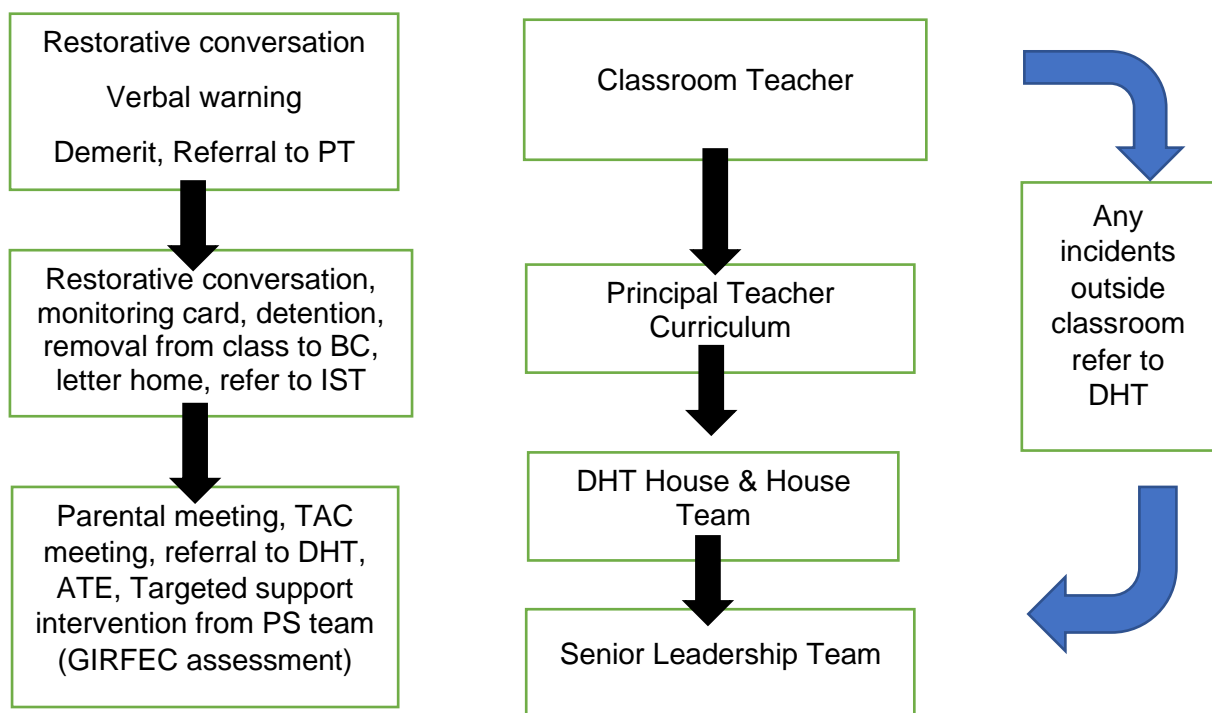 Restorative conversation
Verbal warning
Demerit, Referral to PT
Restorative conversation,
monitoring card, detention,
removal from class to BC,
letter home, refer to IST
Parental meeting, TAC
meeting, referral to DHT,
ATE, Targeted support
intervention from PS team
(GIRFEC assessment)
Classroom Teacher
Principal Teacher
Curriculum
DHT House & House
Team
Senior Leadership Team
Any
incidents
outside
classroom
refer to
DHT